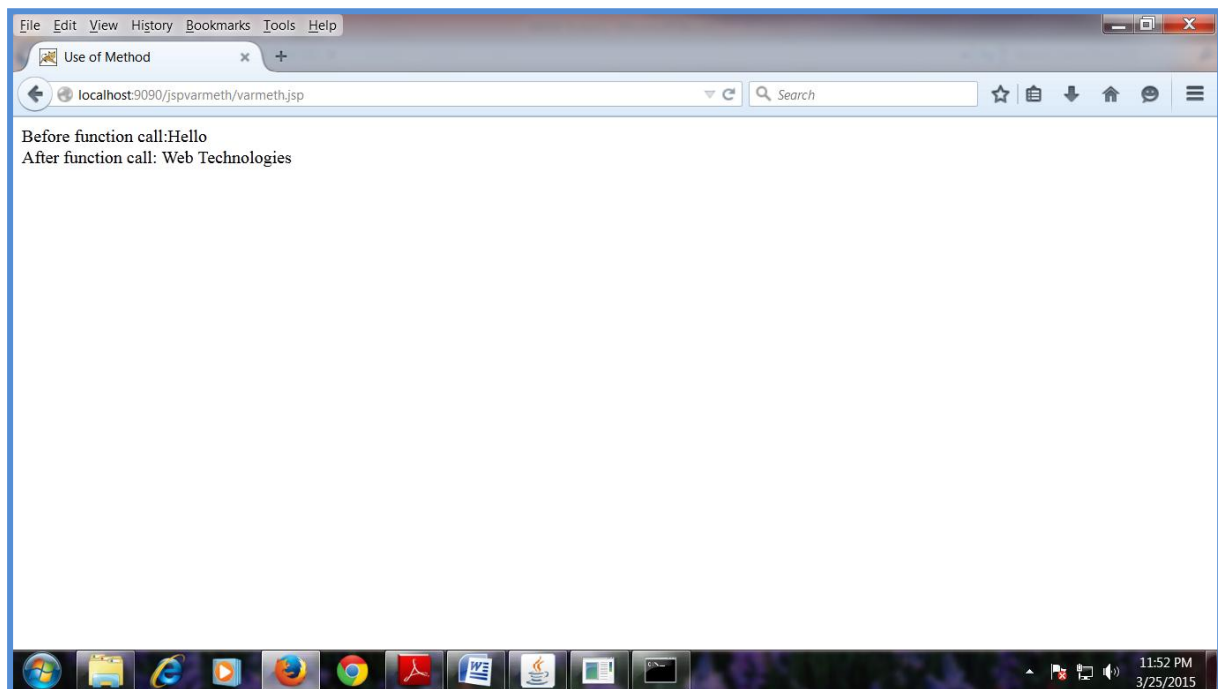 File Edit View History Bookmarks Tools Help
Use of Method
localhost:9090/jspvarmeth/varmeth.jsp
Search
Before function call:Hello
After function call: Web Technologies
11:52 PM
3/25/2015